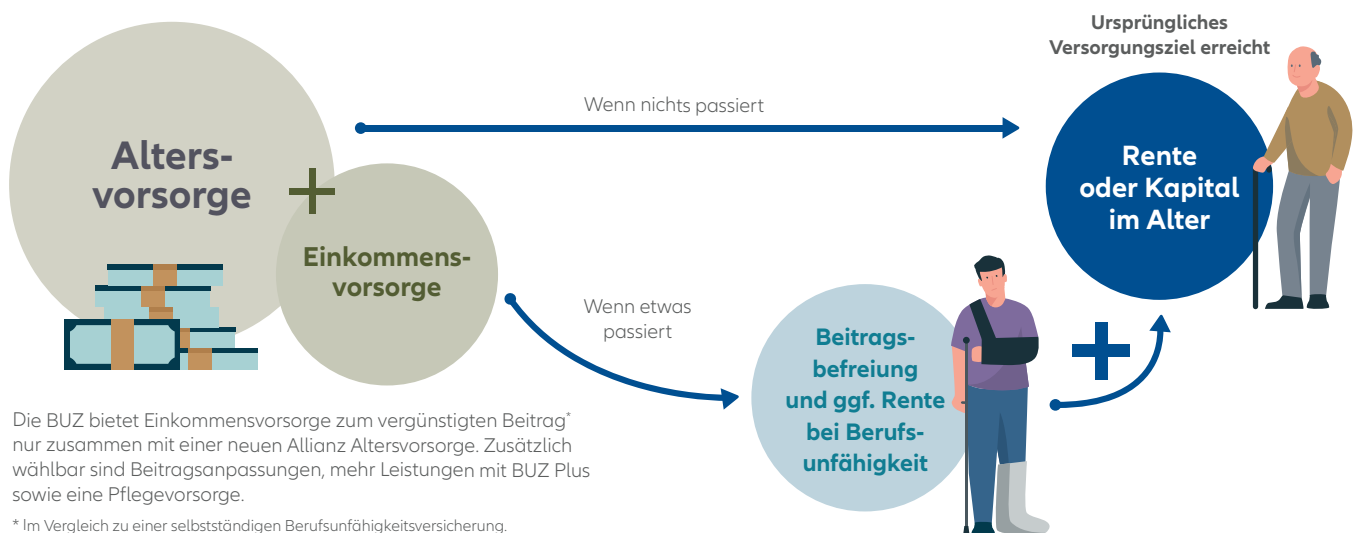 Ursprüngliches
Versorgungsziel erreicht
Wenn nichts passiert
Alters-
vorsorge
Rente
oder Kapital
im Alter
Einkommens-
vorsorge
Wenn etwas
passiert
Beitrags-
befreiung
und ggf. Rente
bei Berufs-
unfähigkeit
Die BUZ bietet Einkommensvorsorge zum vergünstigten Beitrag*
nur zusammen mit einer neuen Allianz Altersvorsorge. Zusätzlich
wählbar sind Beitragsanpassungen, mehr Leistungen mit BUZ Plus
sowie eine Pflegevorsorge.
* Im Vergleich zu einer selbstständigen Berufsunfähigkeitsversicherung.